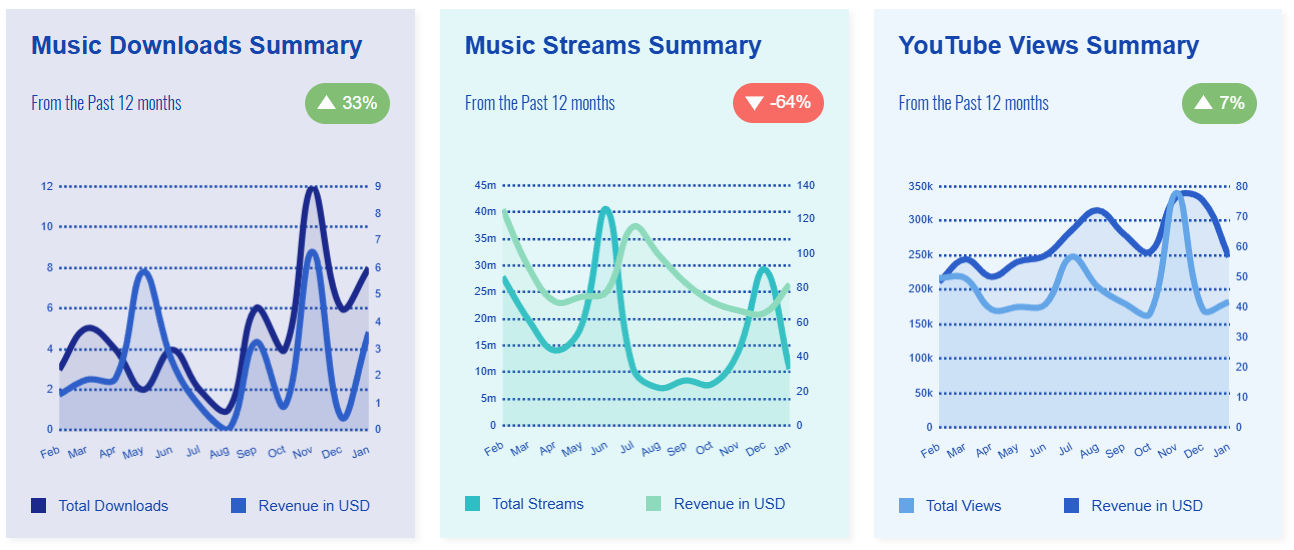 Music Downloads Summary
From the Past 12 months
33%
12
10
8
6
4
2
0
9
8
7
6
5
4
3
2
1
0
Feb Mar Apr May Jun Jul Aug Sep Oct Nov Dec Jan
Total Downloads Revenue in USD
Music Streams Summary
From the Past 12 months
-64%
45m
40m
35m
30m
25m
20m
15m
10m
5m
0
140
120
100
80
60
40
20
0
Feb Mar Apr May Jun Jul Aug Sep Oct Nov Dec Jan
Total Streams Revenue in USD
YouTube Views Summary
From the Past 12 months
7%
350k
300k
250k
200k
150k
100k
50k
0
80
70
60
50
40
30
20
10
0
Feb Mar Apr May Jun Jul Aug Sep Oct Nov Dec Jan
Total Views Revenue in USD